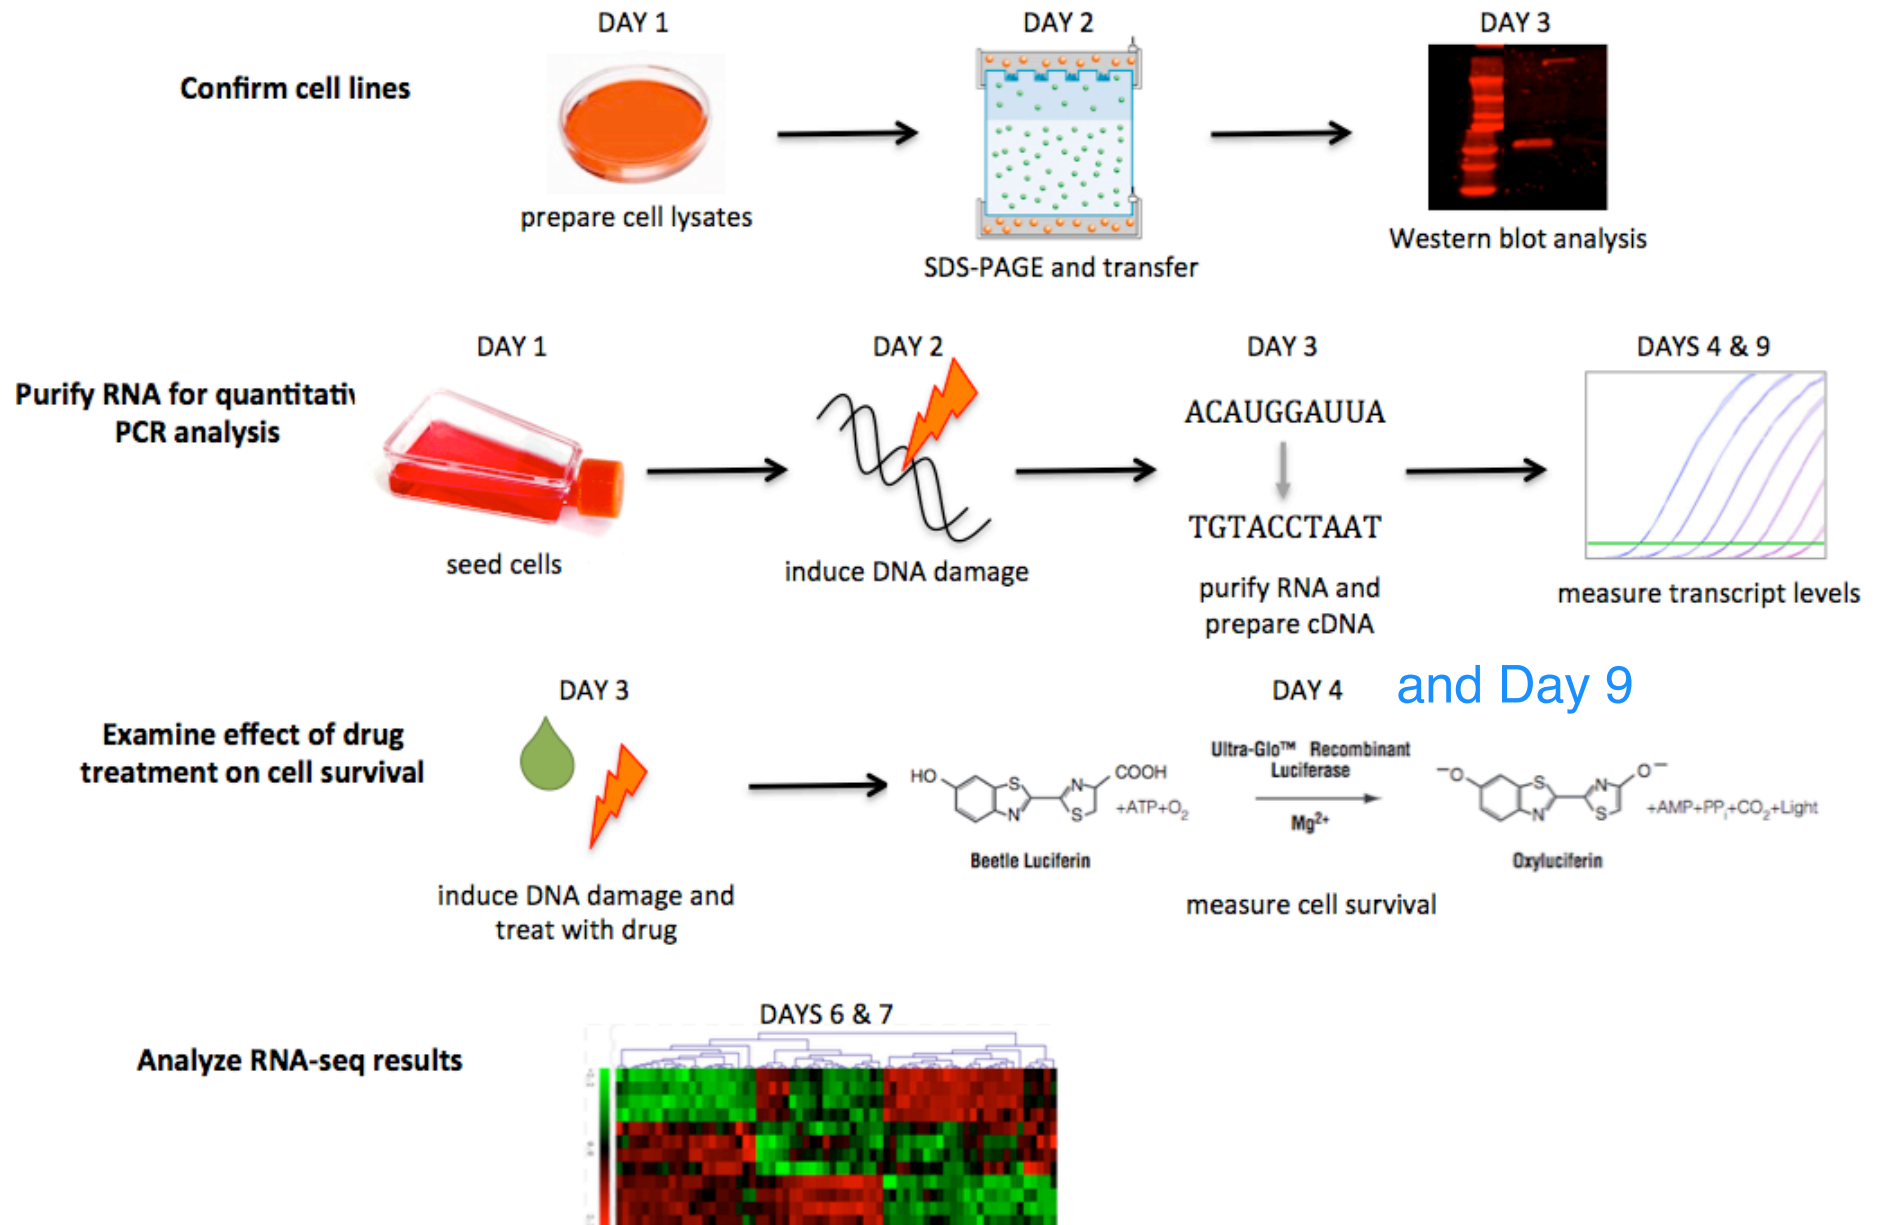 DAY 1
DAY 2
DAY 3
Confirm cell lines
prepare cell lysates
SDS-PAGE and transfer
Western blot analysis
DAY 1
DAY 2
DAY 3
DAYS 4 & 9
Purify RNA for quantitativ
PCR analysis
ACAUGGAUUA
TGTACCTAAT
seed cells
induce DNA damage
purify RNA and
prepare cDNA
measure transcript levels
DAY 3
DAY 4 and Day 9
Examine effect of drug
treatment on cell survival
HO
S
N
N
S
COOH
+ATP+O₂
Beetle Luciferin
Ultra-Glo™ Recombinant
Luciferase
Mg²⁺
⁻O
S
N
N
S
O⁻
+AMP+PPᵢ+CO₂+Light
Oxyluciferin
induce DNA damage and
treat with drug
measure cell survival
DAYS 6 & 7
Analyze RNA-seq results